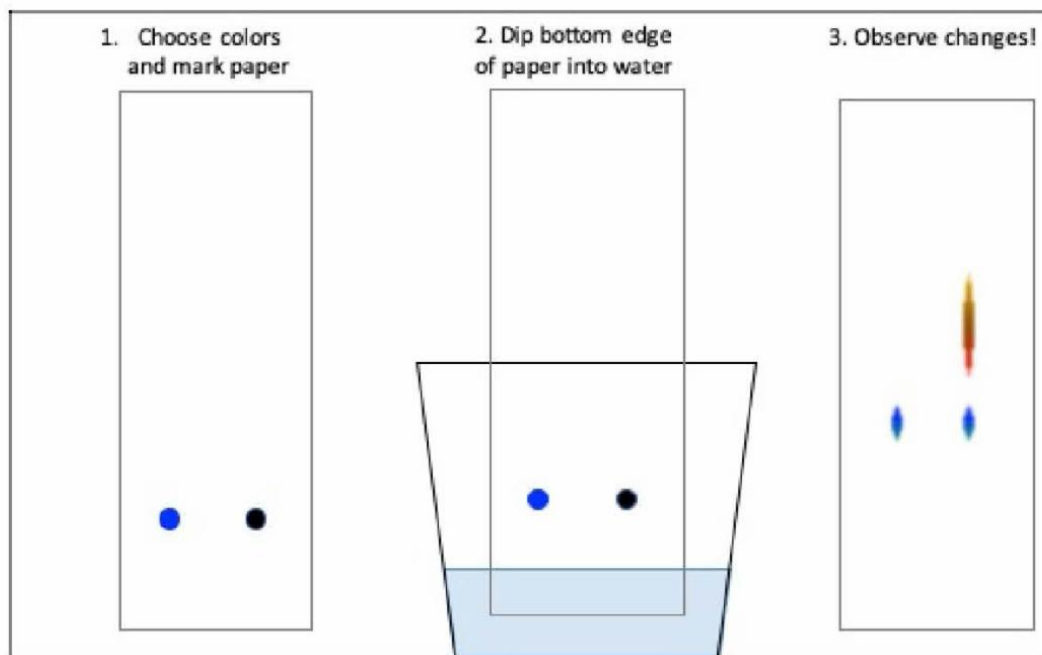 1. Choose colors
and mark paper
2. Dip bottom edge
of paper into water
3. Observe changes!